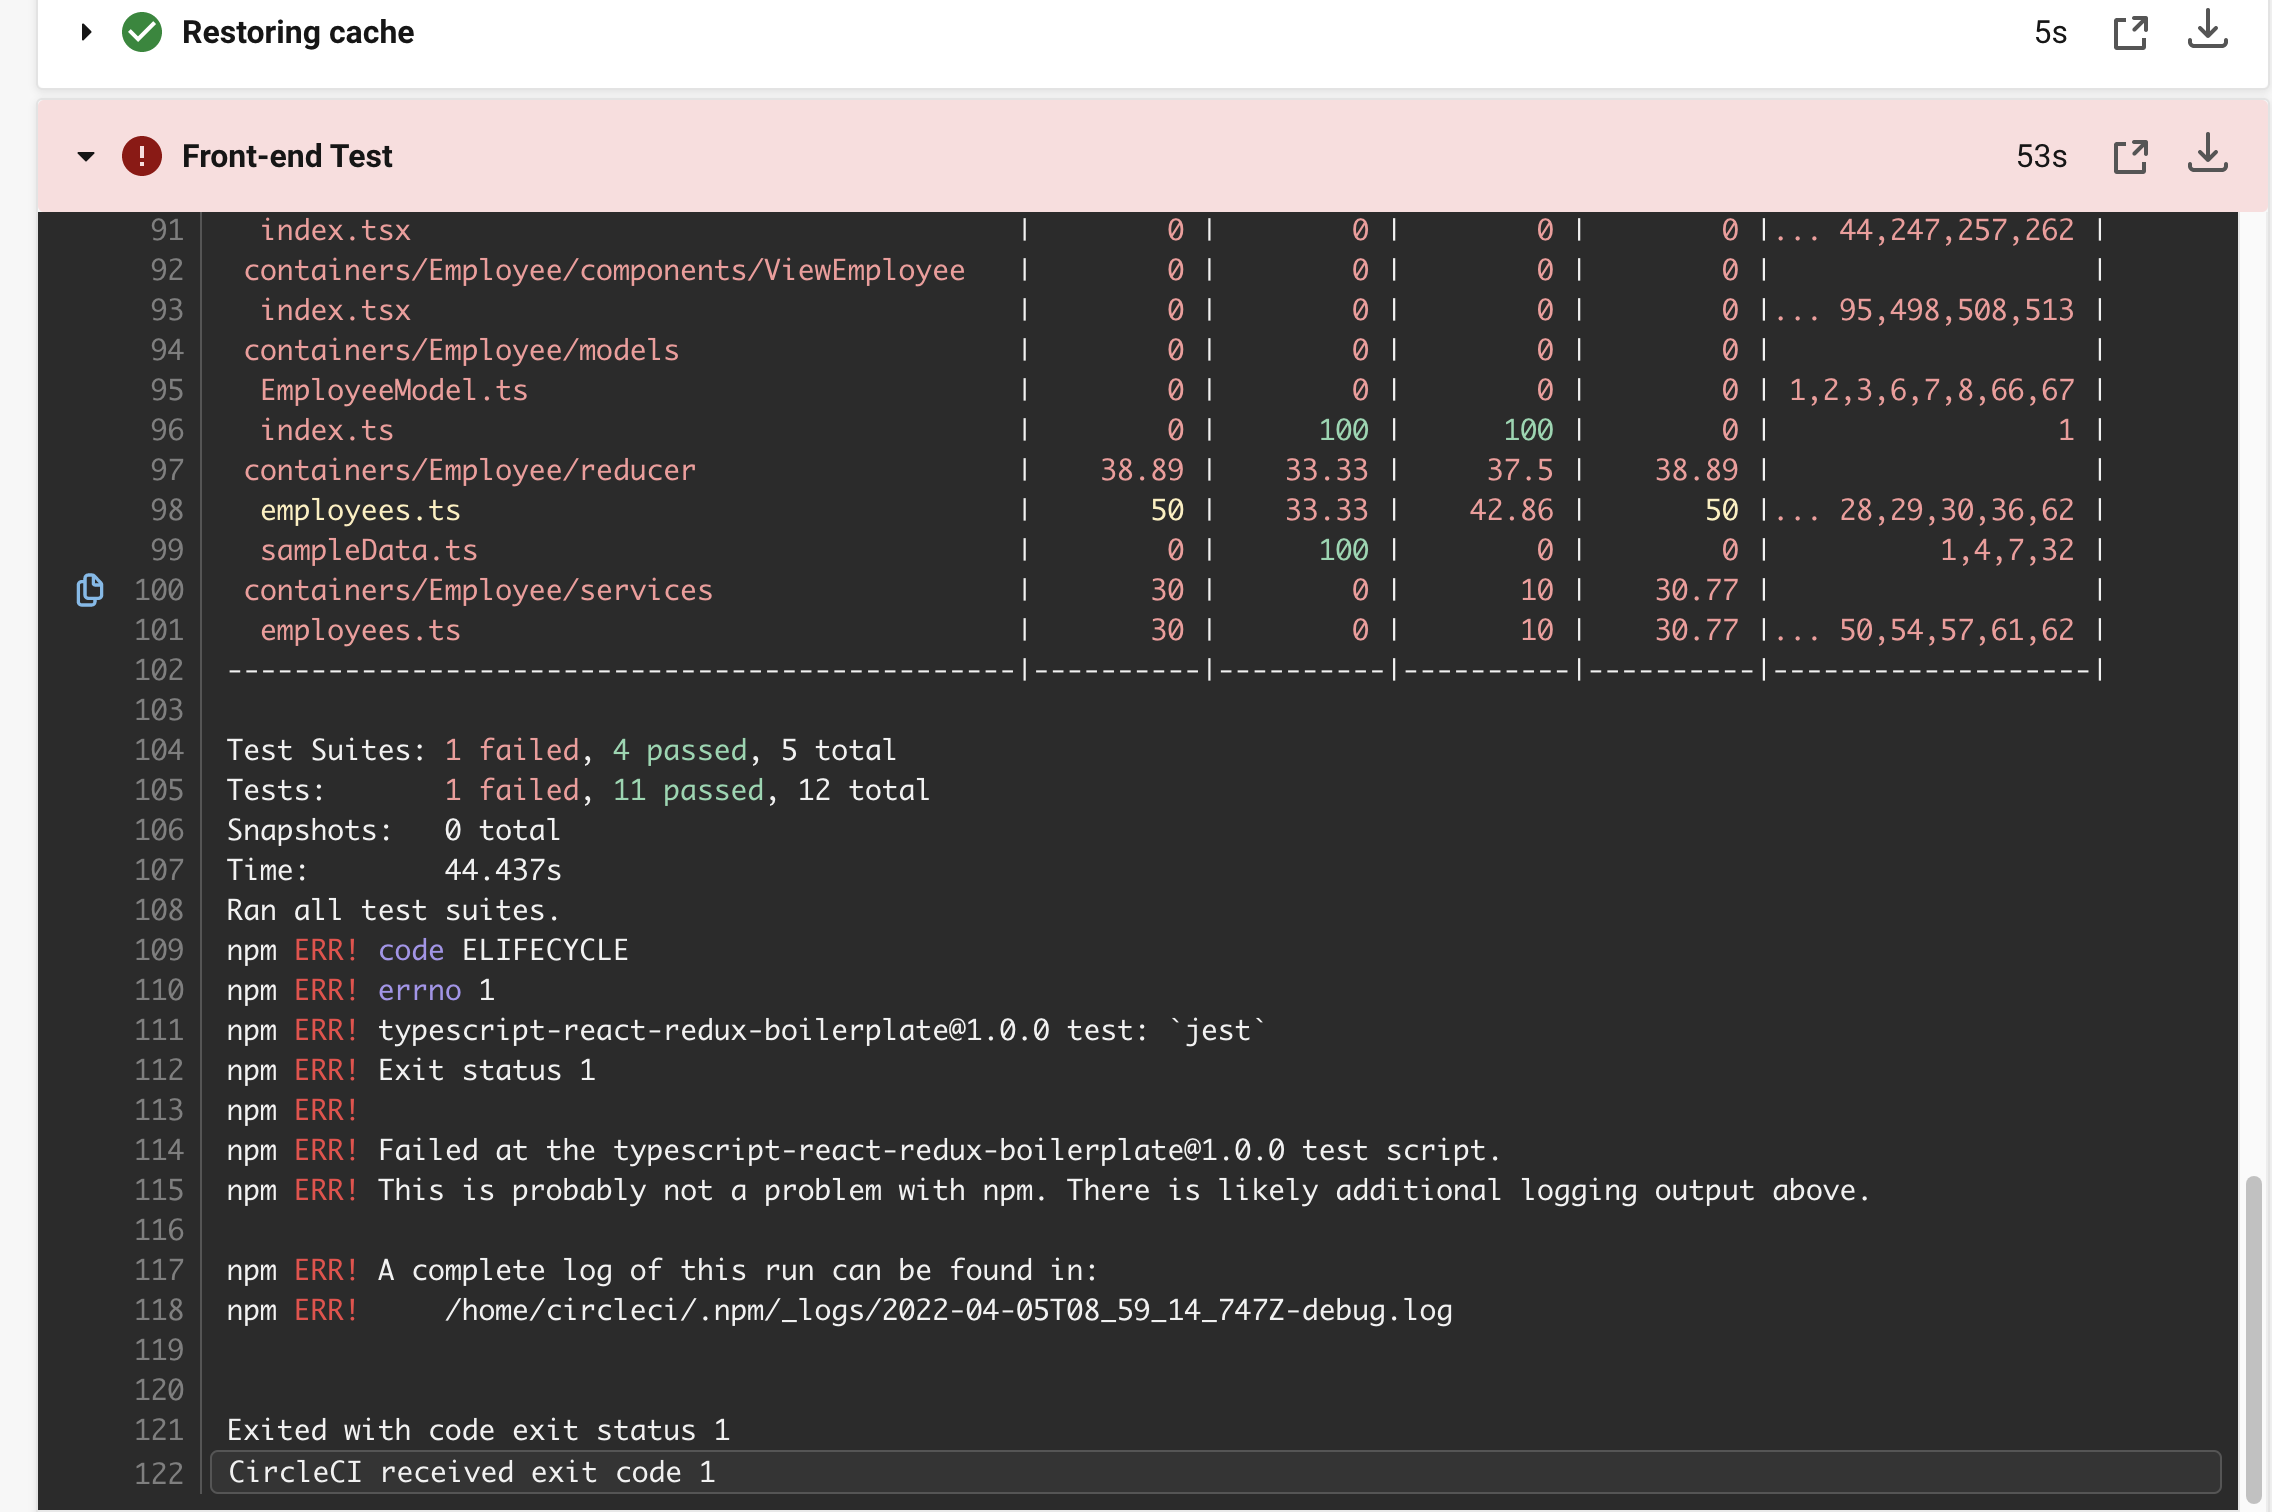 Restoring cache 5s
Front-end Test 53s
91 index.tsx | 0 | 0 | 0 | 0 |... 44,247,257,262 |
92 containers/Employee/components/ViewEmployee | 0 | 0 | 0 | 0 | |
93 index.tsx | 0 | 0 | 0 | 0 |... 95,498,508,513 |
94 containers/Employee/models | 0 | 0 | 0 | 0 | |
95 EmployeeModel.ts | 0 | 0 | 0 | 0 | 1,2,3,6,7,8,66,67 |
96 index.ts | 0 | 100 | 100 | 0 | 1 |
97 containers/Employee/reducer | 38.89 | 33.33 | 37.5 | 38.89 | |
98 employees.ts | 50 | 33.33 | 42.86 | 50 |... 28,29,30,36,62 |
99 sampleData.ts | 0 | 100 | 0 | 0 | 1,4,7,32 |
100 containers/Employee/services | 30 | 0 | 10 | 30.77 | |
101 employees.ts | 30 | 0 | 10 | 30.77 |... 50,54,57,61,62 |
102 -----------------------------------------------|----------|----------|----------|----------|-------------------|
103
104 Test Suites: 1 failed, 4 passed, 5 total
105 Tests: 1 failed, 11 passed, 12 total
106 Snapshots: 0 total
107 Time: 44.437s
108 Ran all test suites.
109 npm ERR! code ELIFECYCLE
110 npm ERR! errno 1
111 npm ERR! typescript-react-redux-boilerplate@1.0.0 test: `jest`
112 npm ERR! Exit status 1
113 npm ERR!
114 npm ERR! Failed at the typescript-react-redux-boilerplate@1.0.0 test script.
115 npm ERR! This is probably not a problem with npm. There is likely additional logging output above.
116
117 npm ERR! A complete log of this run can be found in:
118 npm ERR! /home/circleci/.npm/_logs/2022-04-05T08_59_14_747Z-debug.log
119
120
121 Exited with code exit status 1
122 CircleCI received exit code 1